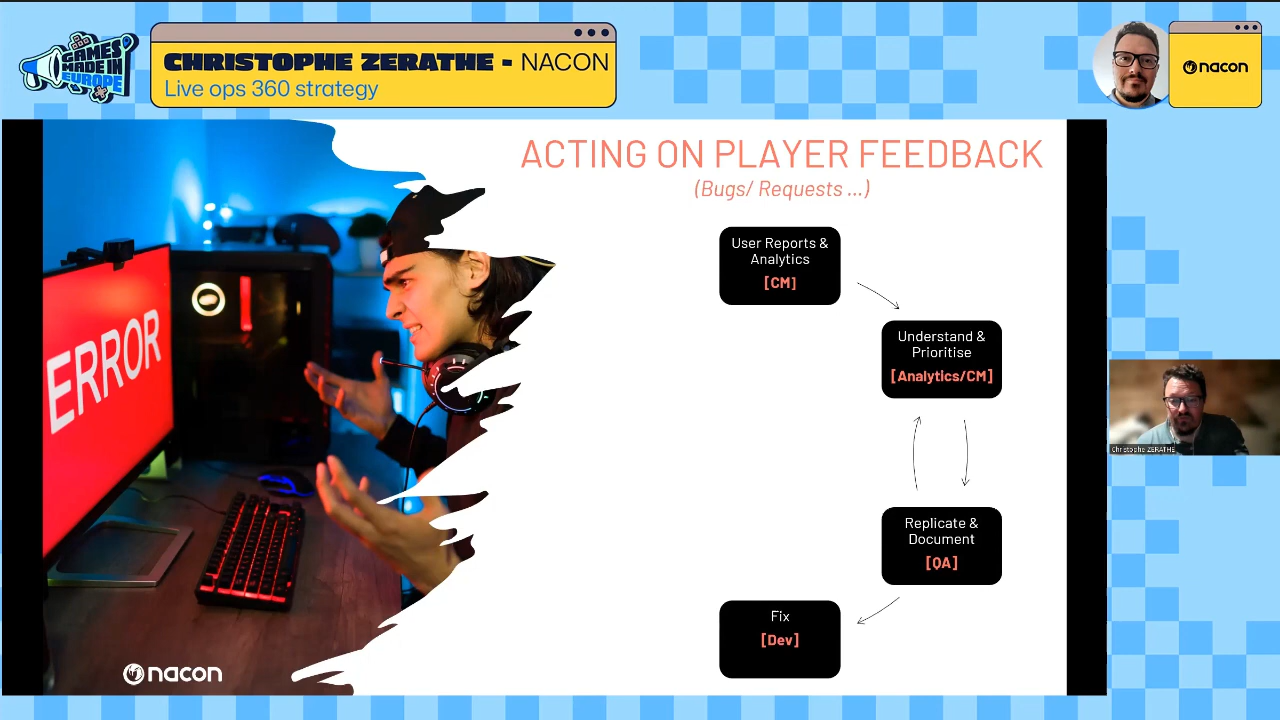 GAMES
MADE IN
EUROPE
CHRISTOPHE ZERATHE - NACON
Live ops 360 strategy
nacon
ACTING ON PLAYER FEEDBACK
(Bugs/ Requests ...)
User Reports &
Analytics
[CM]
Understand &
Prioritise
[Analytics/CM]
Replicate &
Document
[QA]
Fix
[Dev]
ERROR
nacon
Christophe ZERATHE